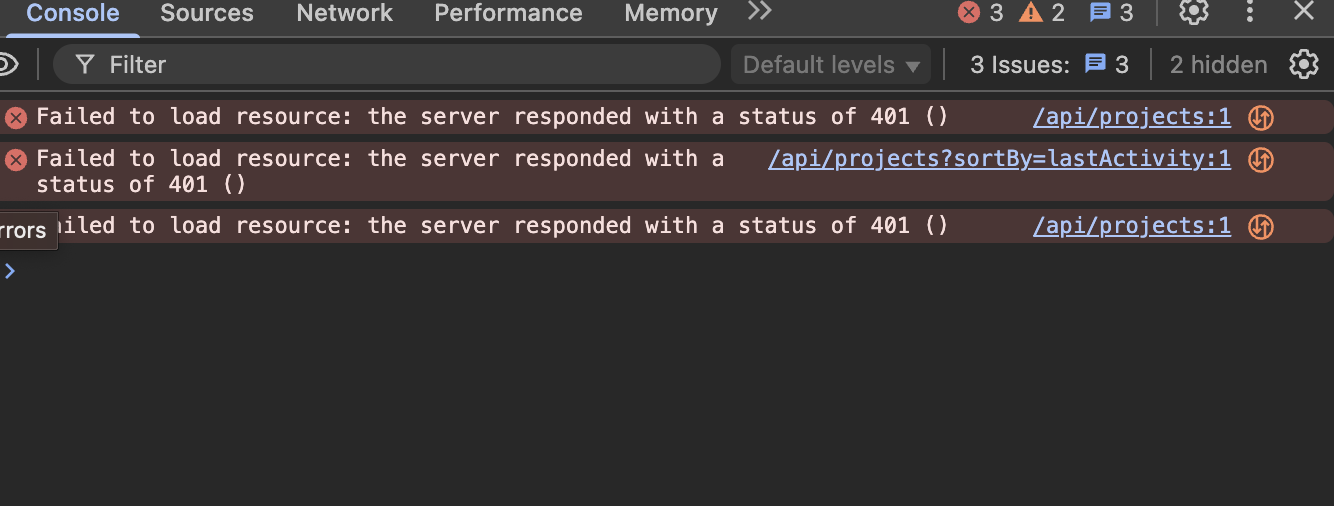 Console Sources Network Performance Memory 3 2 3
Filter Default levels 3 Issues: 3 2 hidden
Failed to load resource: the server responded with a status of 401 () /api/projects:1
Failed to load resource: the server responded with a /api/projects?sortBy=lastActivity:1
status of 401 ()
rrors iled to load resource: the server responded with a status of 401 () /api/projects:1